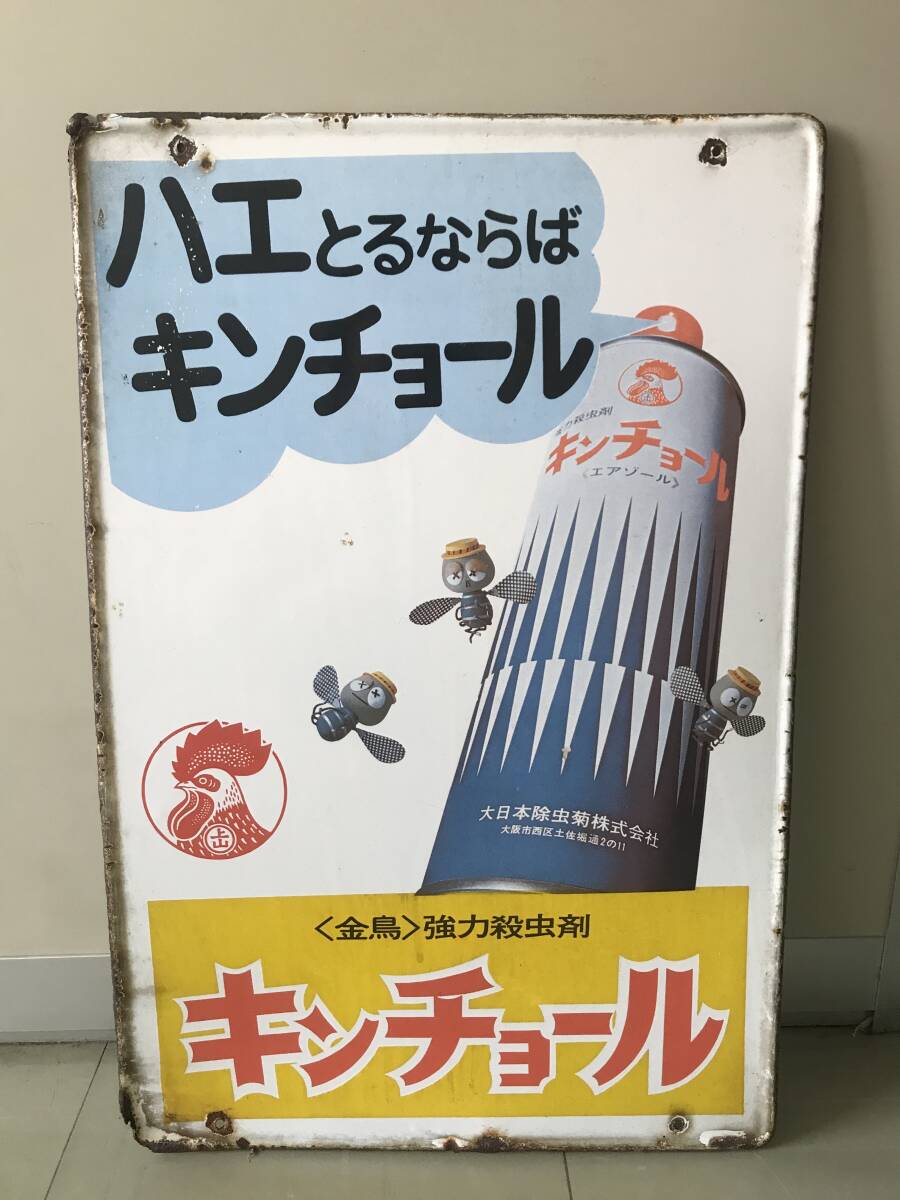 ハエとるならば
キンチョール
強力殺虫剤
キンチョール
《エアゾール》
大日本除虫菊株式会社
大阪市西区土佐堀通2の11
〈金鳥〉強力殺虫剤
キンチョール